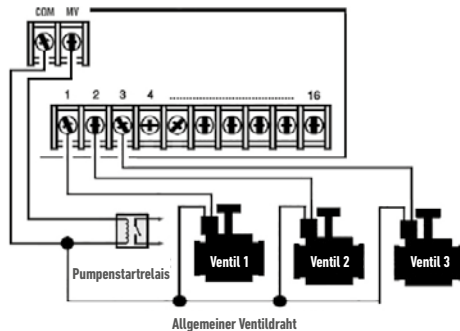 COM MV
1 2 3 4 ........................................ 16
Ventil 1 Ventil 2 Ventil 3
Pumpenstartrelais
Allgemeiner Ventildraht